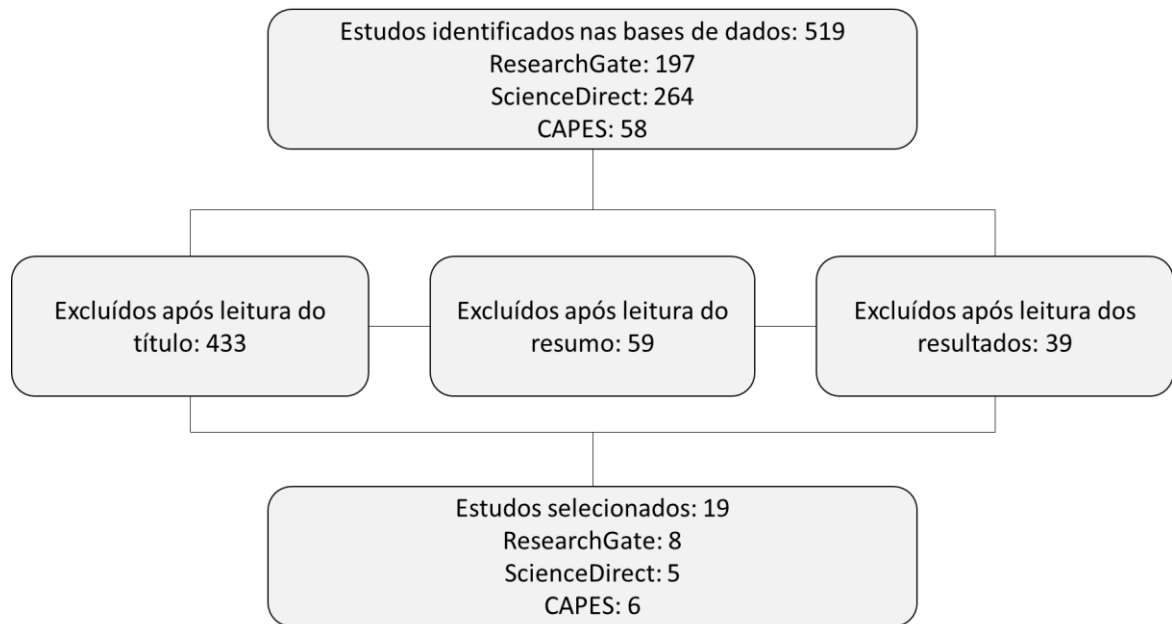 Estudos identificados nas bases de dados: 519
ResearchGate: 197
ScienceDirect: 264
CAPES: 58
Excluídos após leitura do
título: 433
Excluídos após leitura do
resumo: 59
Excluídos após leitura dos
resultados: 39
Estudos selecionados: 19
ResearchGate: 8
ScienceDirect: 5
CAPES: 6